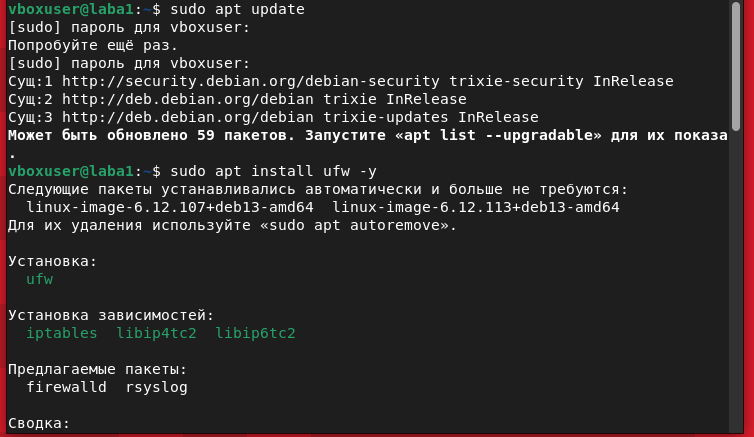 vboxuser@laba1:~$ sudo apt update
[sudo] пароль для vboxuser:
Попробуйте ещё раз.
[sudo] пароль для vboxuser:
Сущ:1 http://security.debian.org/debian-security trixie-security InRelease
Сущ:2 http://deb.debian.org/debian trixie InRelease
Сущ:3 http://deb.debian.org/debian trixie-updates InRelease
Может быть обновлено 59 пакетов. Запустите «apt list --upgradable» для их показа
.
vboxuser@laba1:~$ sudo apt install ufw -y
Следующие пакеты устанавливались автоматически и больше не требуются:
  linux-image-6.12.107+deb13-amd64  linux-image-6.12.113+deb13-amd64
Для их удаления используйте «sudo apt autoremove».

Установка:
  ufw

Установка зависимостей:
  iptables  libip4tc2  libip6tc2

Предлагаемые пакеты:
  firewalld  rsyslog

Сводка: